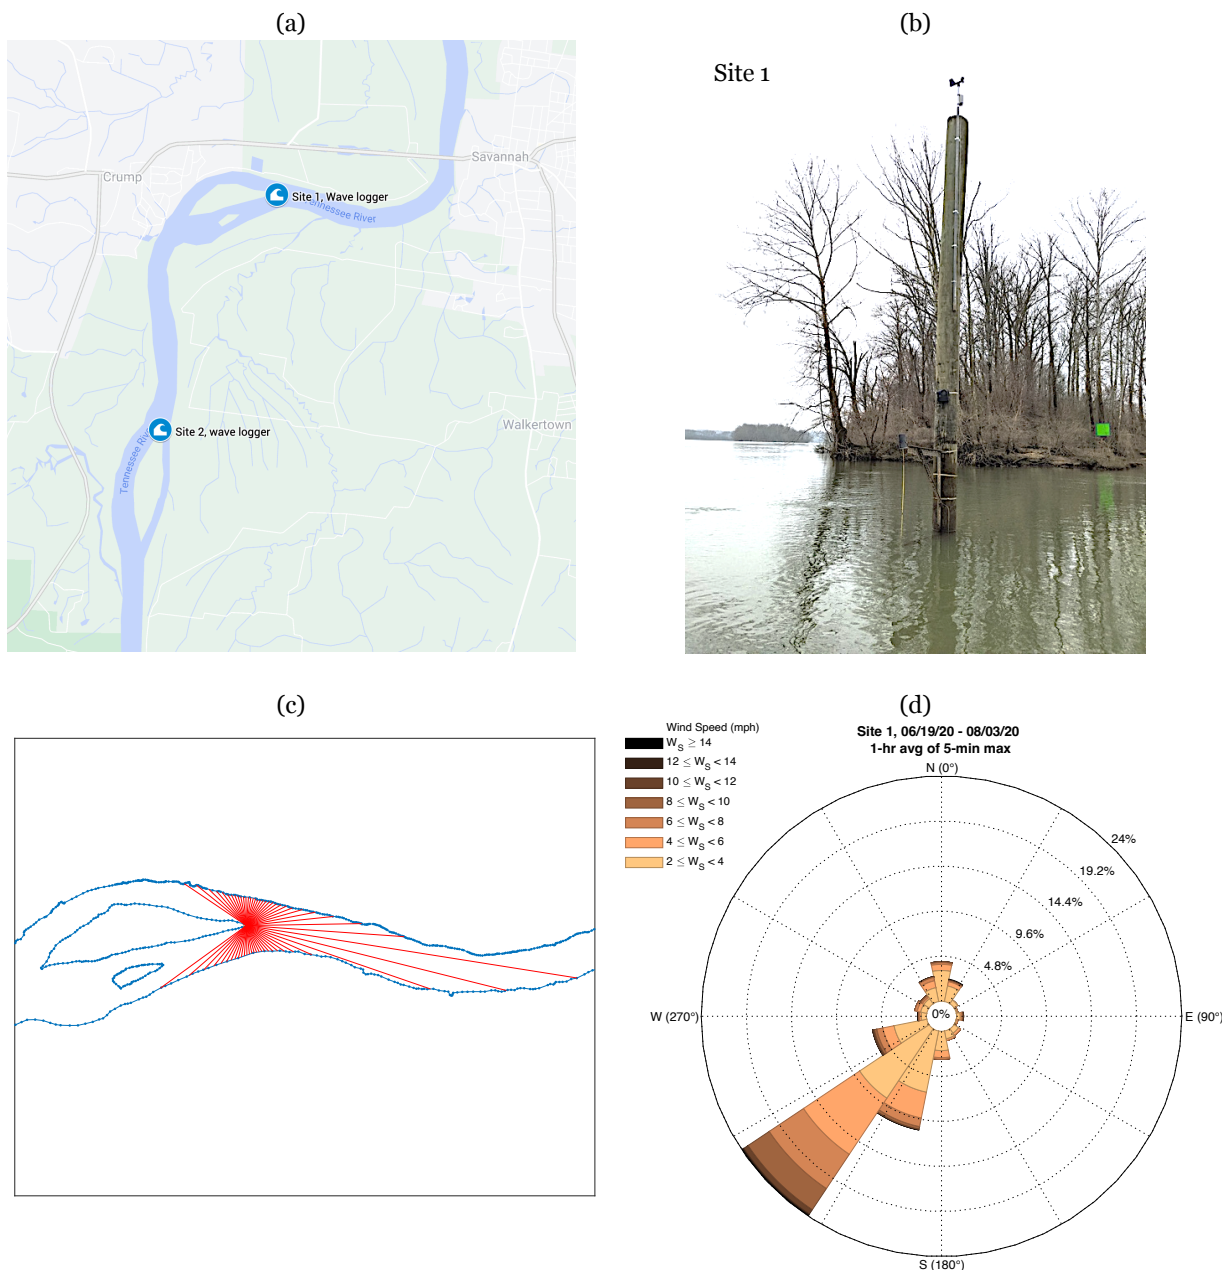 (a)
(b)
Crump
Savannah
Site 1, Wave logger
Tennessee River
Site 2, wave logger
Tennessee Riv
Walkertown
Site 1
(c)
(d)
Wind Speed (mph)
W_S ≥ 14
12 ≤ W_S < 14
10 ≤ W_S < 12
8 ≤ W_S < 10
6 ≤ W_S < 8
4 ≤ W_S < 6
2 ≤ W_S < 4
Site 1, 06/19/20 - 08/03/20
1-hr avg of 5-min max
N (0°)
24%
19.2%
14.4%
9.6%
4.8%
0%
W (270°)
E (90°)
S (180°)